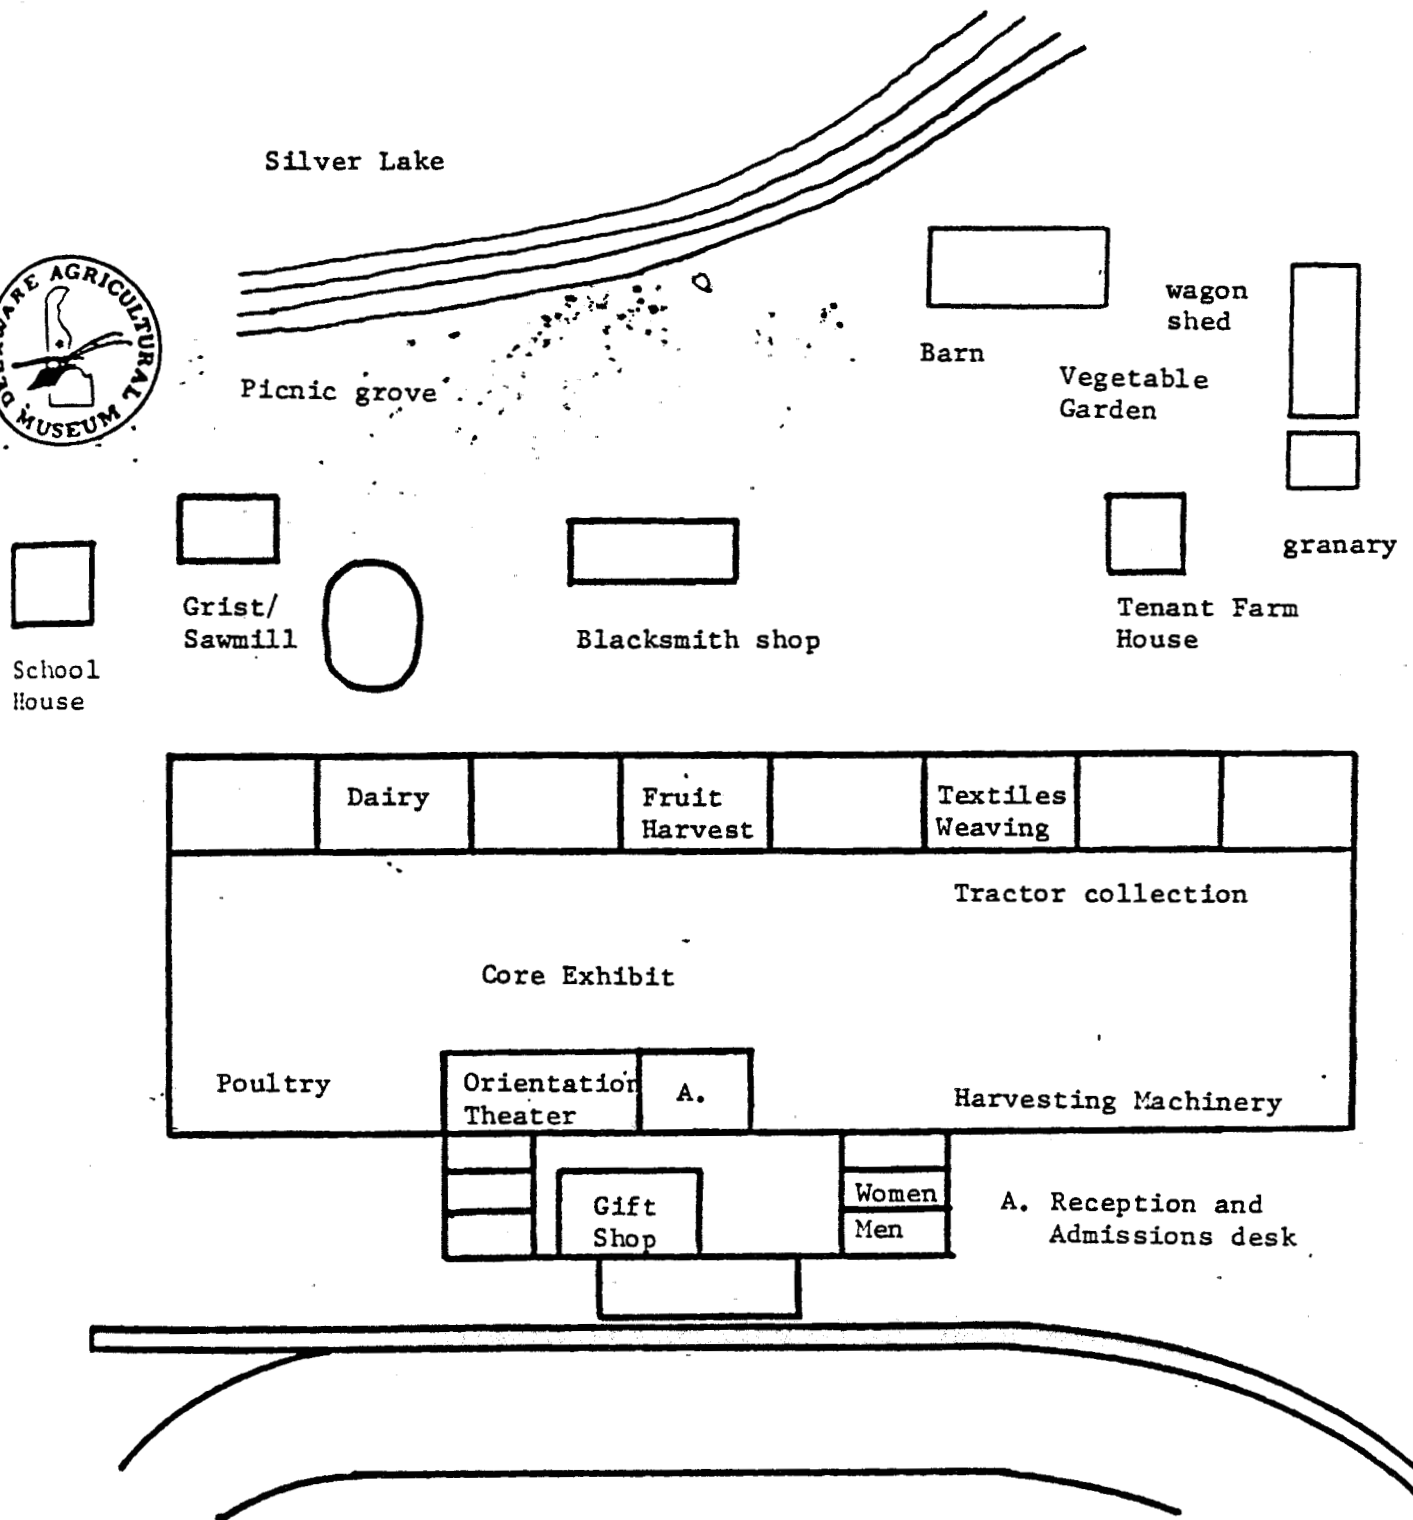 Silver Lake
DELAWARE AGRICULTURAL MUSEUM
wagon
shed
Barn
Vegetable
Garden
Picnic grove
granary
Grist/
Sawmill
Blacksmith shop
Tenant Farm
House
School
House
Dairy
Fruit
Harvest
Textiles
Weaving
Tractor collection
Core Exhibit
Poultry
Orientation
Theater
A.
Harvesting Machinery
Gift
Shop
Women
Men
A. Reception and
Admissions desk